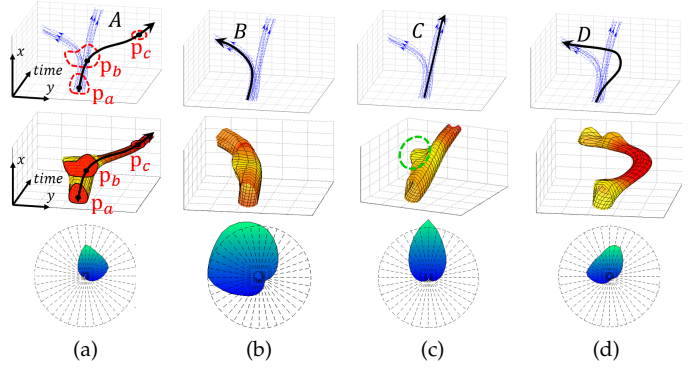 A B C D
p_c
x
time
p_b
y
p_a
p_c
x
time
p_b
y
p_a
(a) (b) (c) (d)